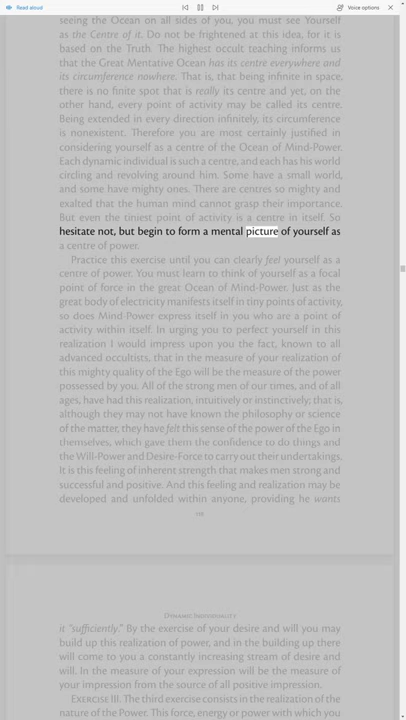 Read aloud
Voice options
seeing the Ocean on all sides of you, you must see Yourself
as the Centre of it. Do not be frightened at this idea, for it is
based on the Truth. The highest occult teaching informs us
that the Great Mentative Ocean has its centre everywhere and
its circumference nowhere. That is, that being infinite in space,
there is no finite spot that is really its centre and yet, on the
other hand, every point of activity may be called its centre.
Being extended in every direction infinitely, its circumference
is nonexistent. Therefore you are most certainly justified in
considering yourself as a centre of the Ocean of Mind-Power.
Each dynamic individual is such a centre, and each has his world
circling and revolving around him. Some have a small world,
and some have mighty ones. There are centres so mighty and
exalted that the human mind cannot grasp their importance.
But even the tiniest point of activity is a centre in itself. So
hesitate not, but begin to form a mental picture of yourself as
a centre of power.
Practice this exercise until you can clearly feel yourself as a
centre of power. You must learn to think of yourself as a focal
point of force in the great Ocean of Mind-Power. Just as the
great body of electricity manifests itself in tiny points of activity,
so does Mind-Power express itself in you who are a point of
activity within itself. In urging you to perfect yourself in this
realization I would impress upon you the fact, known to all
advanced occultists, that in the measure of your realization of
this mighty quality of the Ego will be the measure of the power
possessed by you. All of the strong men of our times, and of all
ages, have had this realization, intuitively or instinctively; that is,
although they may not have known the philosophy or science
of the matter, they have felt this sense of the power of the Ego in
themselves, which gave them the confidence to do things and
the Will-Power and Desire-Force to carry out their undertakings.
It is this feeling of inherent strength that makes men strong and
successful and positive. And this feeling and realization may be
developed and unfolded within anyone, providing he wants
Dynamic Individuality
it "sufficiently." By the exercise of your desire and will you may
build up this realization of power, and in the building up there
will come to you a constantly increasing stream of desire and
will. In the measure of your expression will be the measure of
your impression from the source of all positive impression.
Exercise III. The third exercise consists in the realization of the
nature of the Power. This force, energy or power with which you